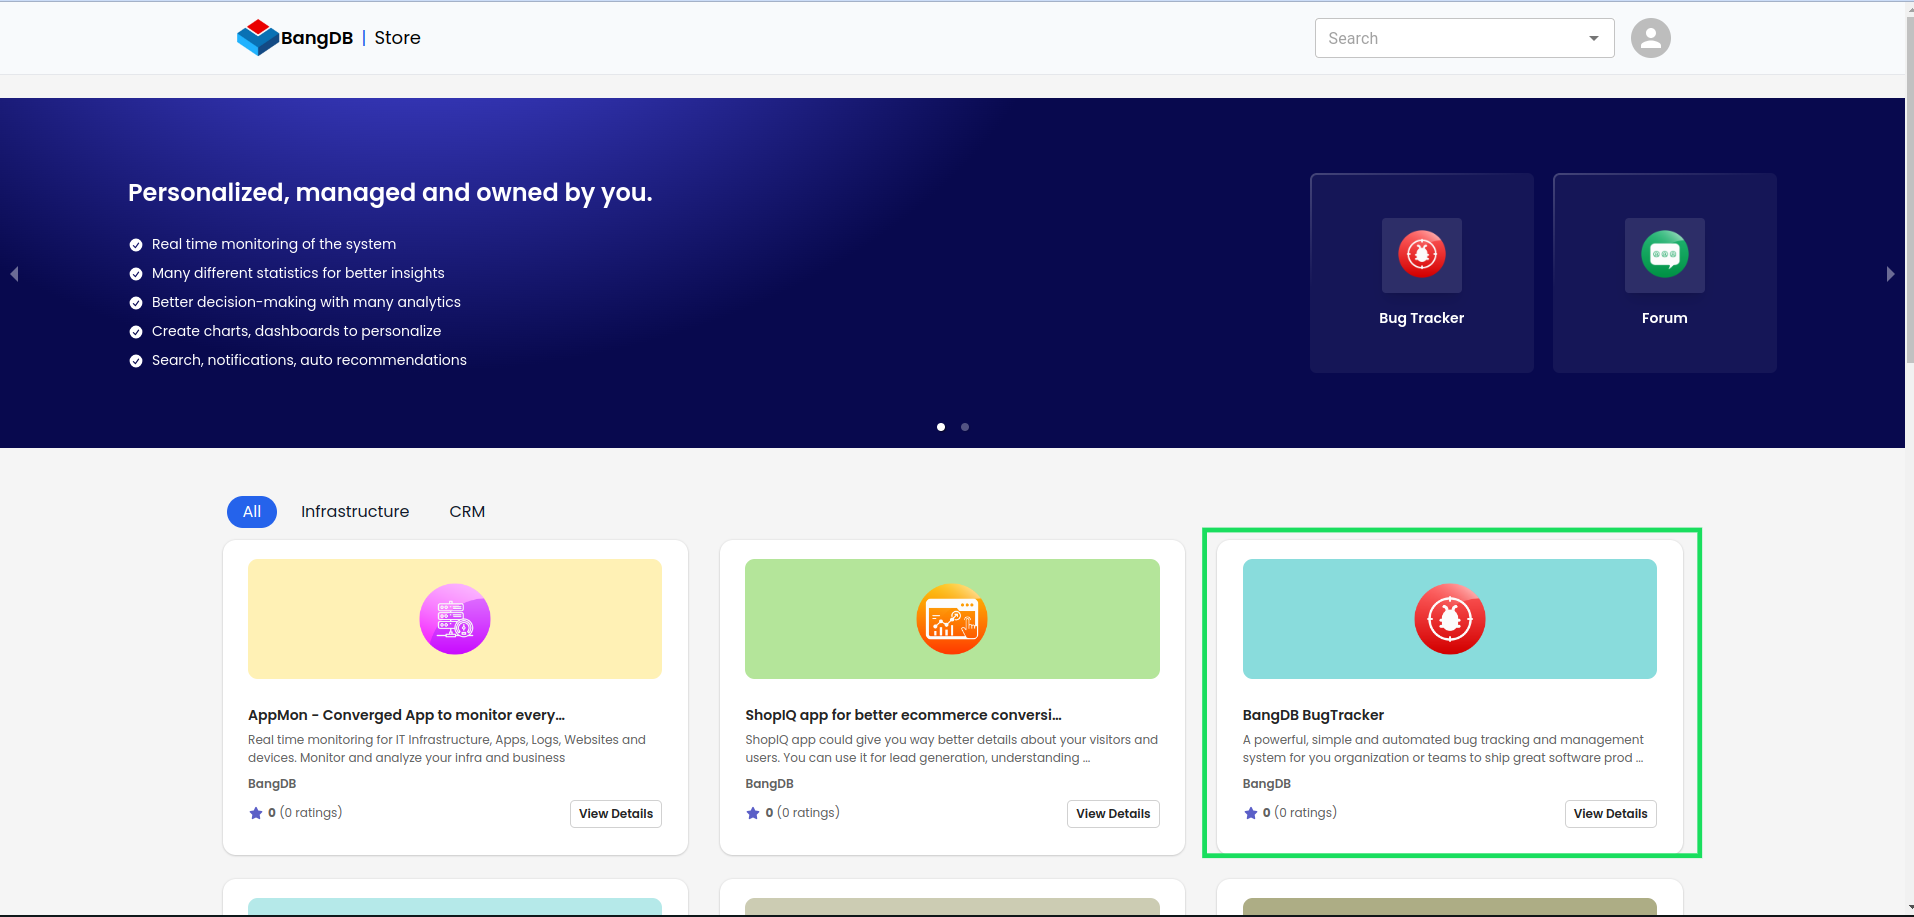 BangDB | Store
Search
Personalized, managed and owned by you.
Real time monitoring of the system
Many different statistics for better insights
Better decision-making with many analytics
Create charts, dashboards to personalize
Search, notifications, auto recommendations
Bug Tracker
Forum
All
Infrastructure
CRM
AppMon - Converged App to monitor every...
Real time monitoring for IT Infrastructure, Apps, Logs, Websites and
devices. Monitor and analyze your infra and business
BangDB
0 (0 ratings)
View Details
ShopIQ app for better ecommerce conversi...
ShopIQ app could give you way better details about your visitors and
users. You can use it for lead generation, understanding ...
BangDB
0 (0 ratings)
View Details
BangDB BugTracker
A powerful, simple and automated bug tracking and management
system for you organization or teams to ship great software prod ...
BangDB
0 (0 ratings)
View Details